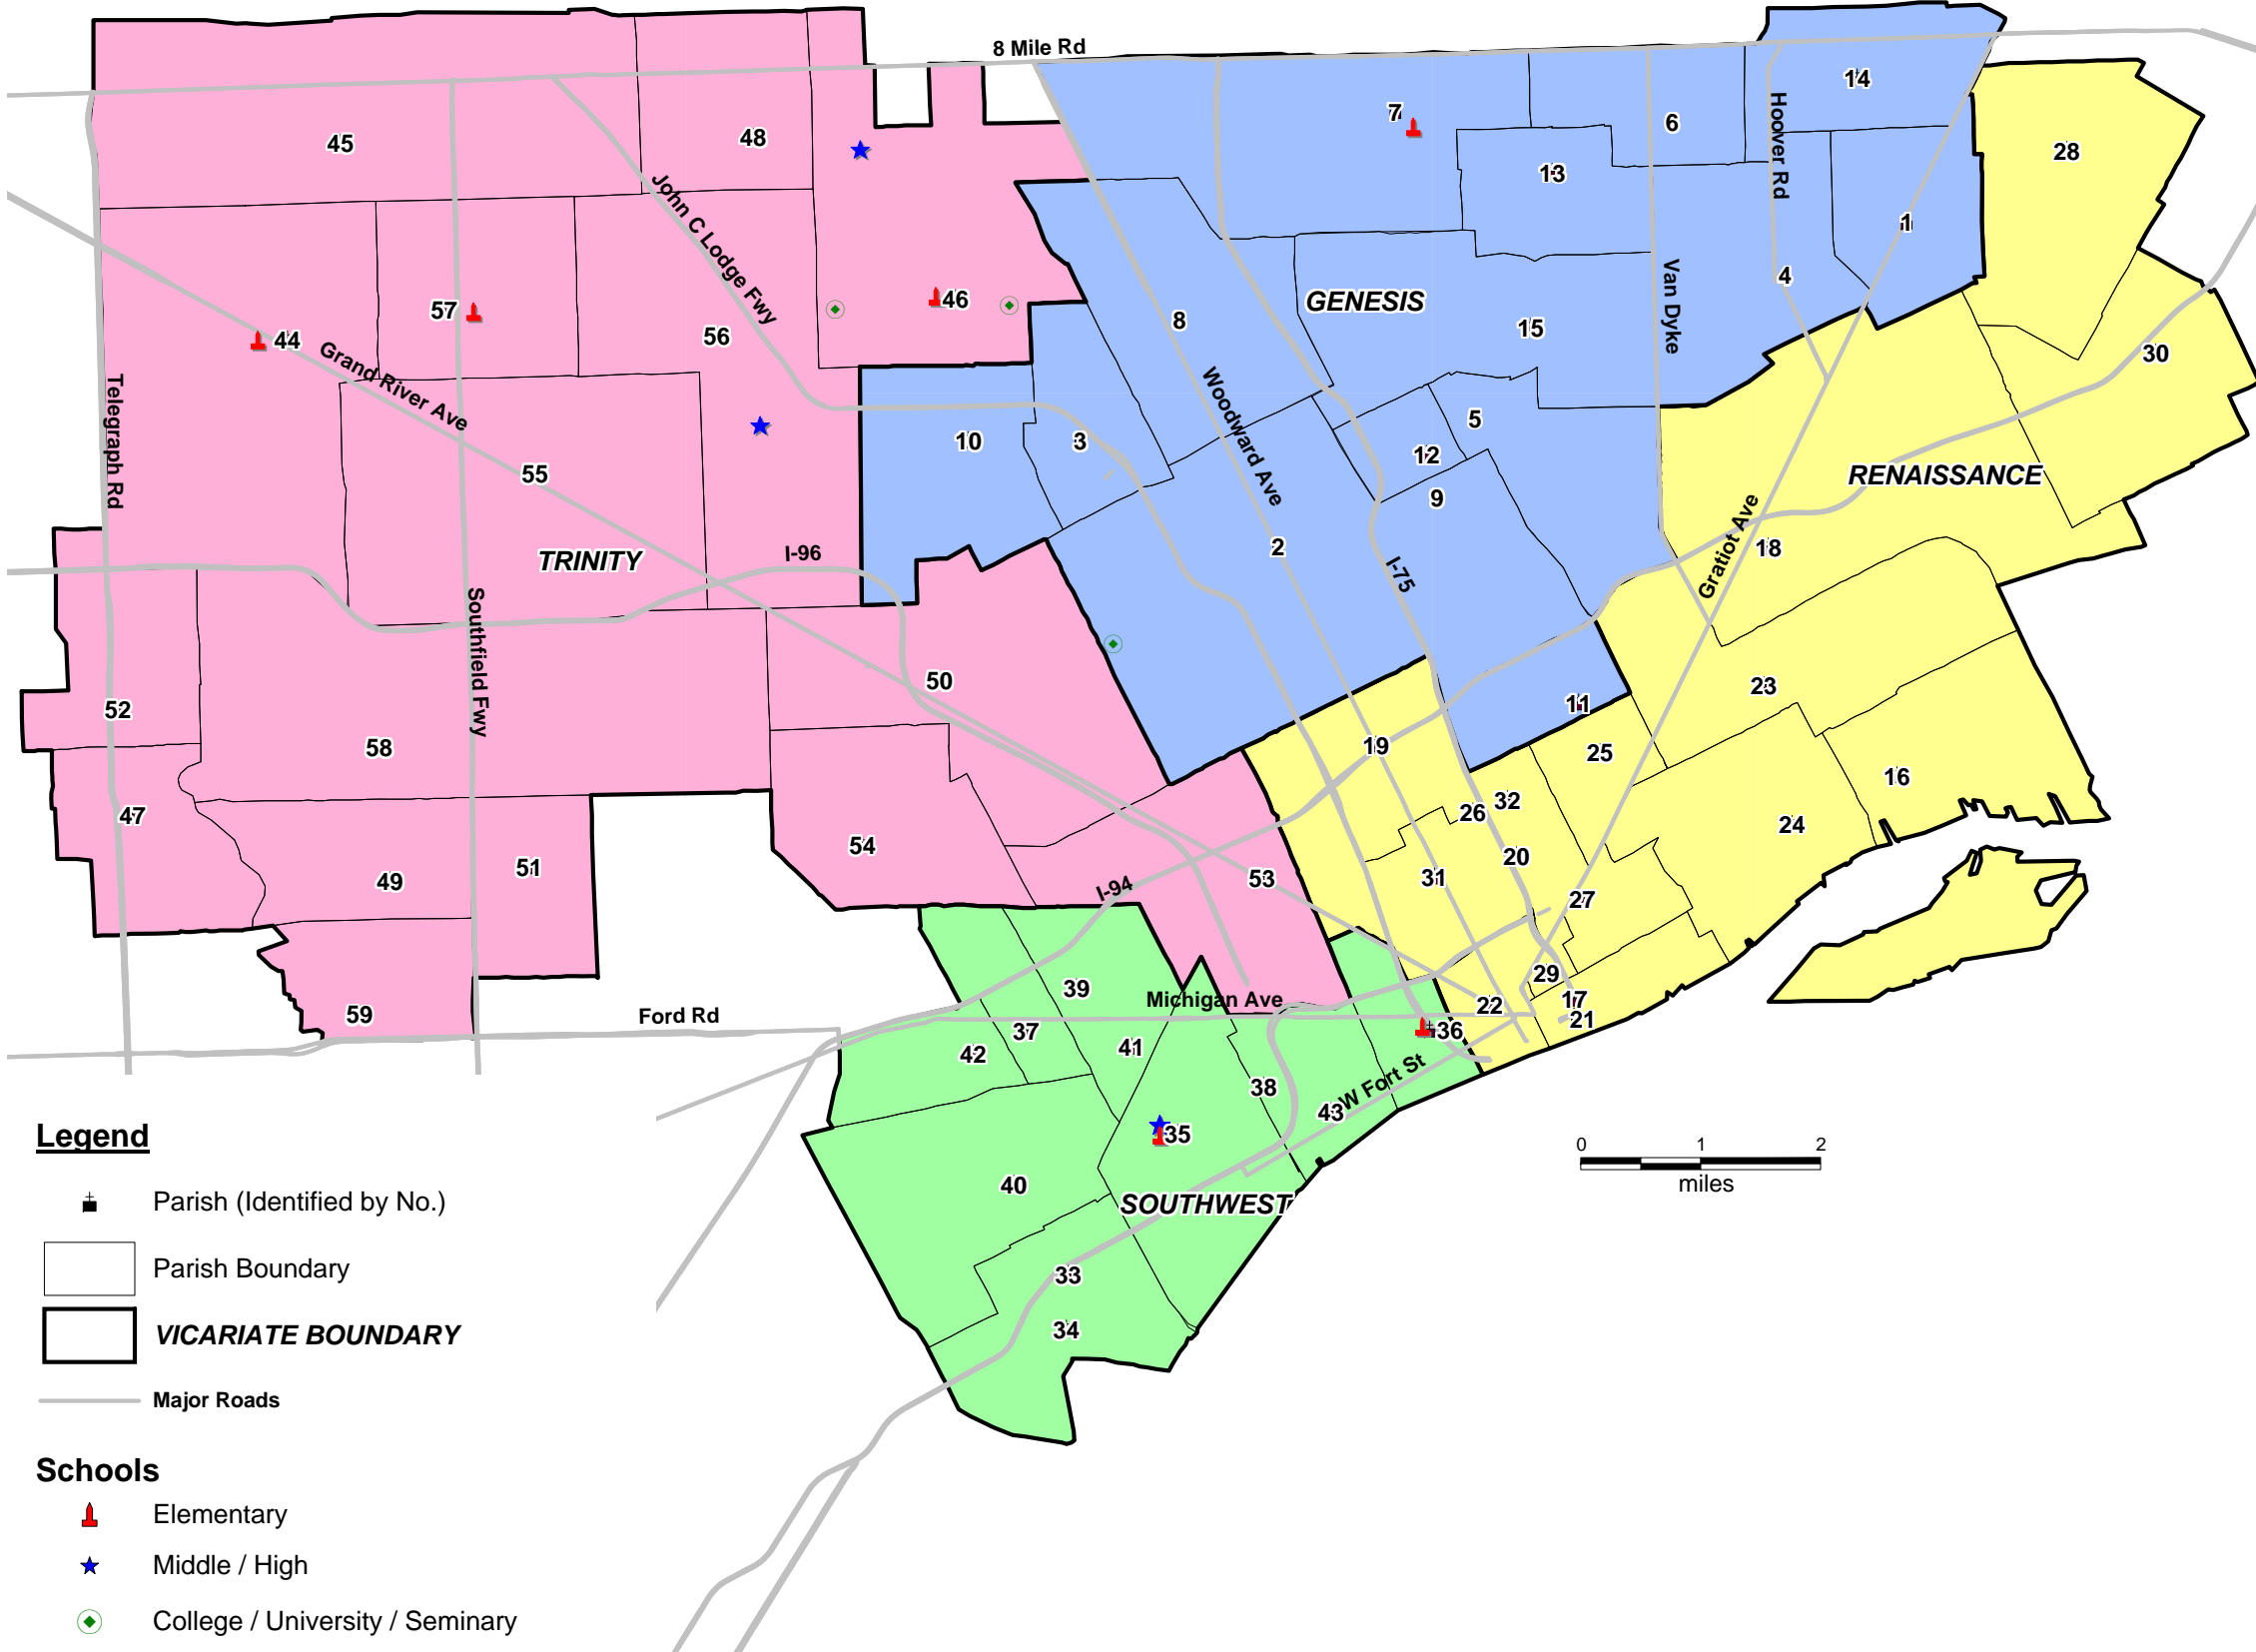 8 Mile Rd
14
7
6
Hoover Rd
45
48
28
13
John C Lodge Fwy
1
4
Van Dyke
46
GENESIS
57
8
15
56
44
Grand River Ave
30
Telegraph Rd
Woodward Ave
5
10
3
12
55
RENAISSANCE
9
Gratiot Ave
2
18
I-96
TRINITY
I-75
Southfield Fwy
50
23
11
52
19
58
25
16
32
26
47
24
54
20
31
51
53
49
I-94
27
29
39
Michigan Ave
17
22
59
Ford Rd
21
37
36
41
42
38
W Fort St
43
35
40
SOUTHWEST
33
34
0 1 2
miles
Legend
Parish (Identified by No.)
Parish Boundary
VICARIATE BOUNDARY
Major Roads
Schools
Elementary
Middle / High
College / University / Seminary